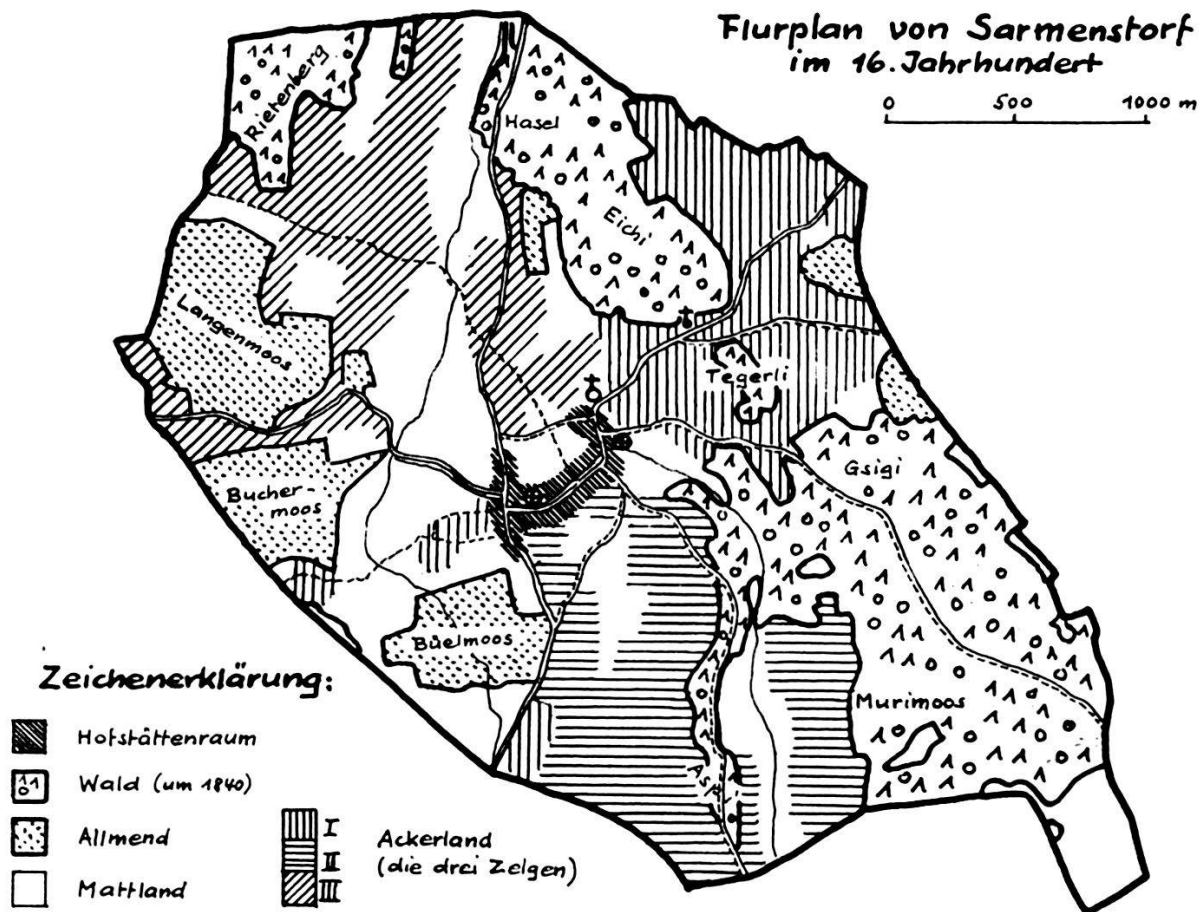 Flurplan von Sarmenstorf
im 16. Jahrhundert
0 500 1000 m
Rietenberg
Hasel
Eichi
Langenmoos
Tegerli
Gsigi
Bucher-
moos
Büelmoos
Murimoos
Asp
Zeichenerklärung:
Hofstättenraum
Wald (um 1840)
Allmend
Mattland
I
II
III
Ackerland
(die drei Zelgen)